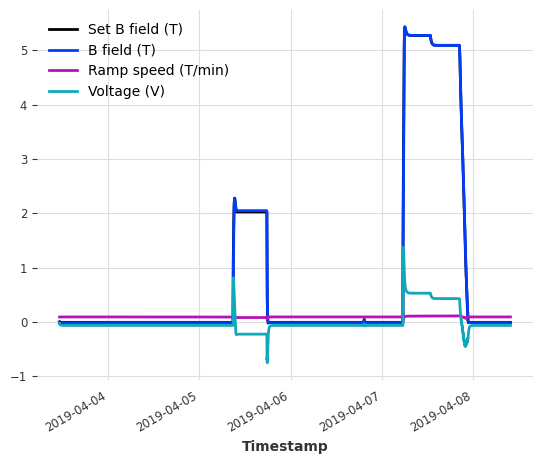 Set B field (T)
B field (T)
Ramp speed (T/min)
Voltage (V)
5
4
3
2
1
0
−1
2019-04-04
2019-04-05
2019-04-06
2019-04-07
2019-04-08
Timestamp